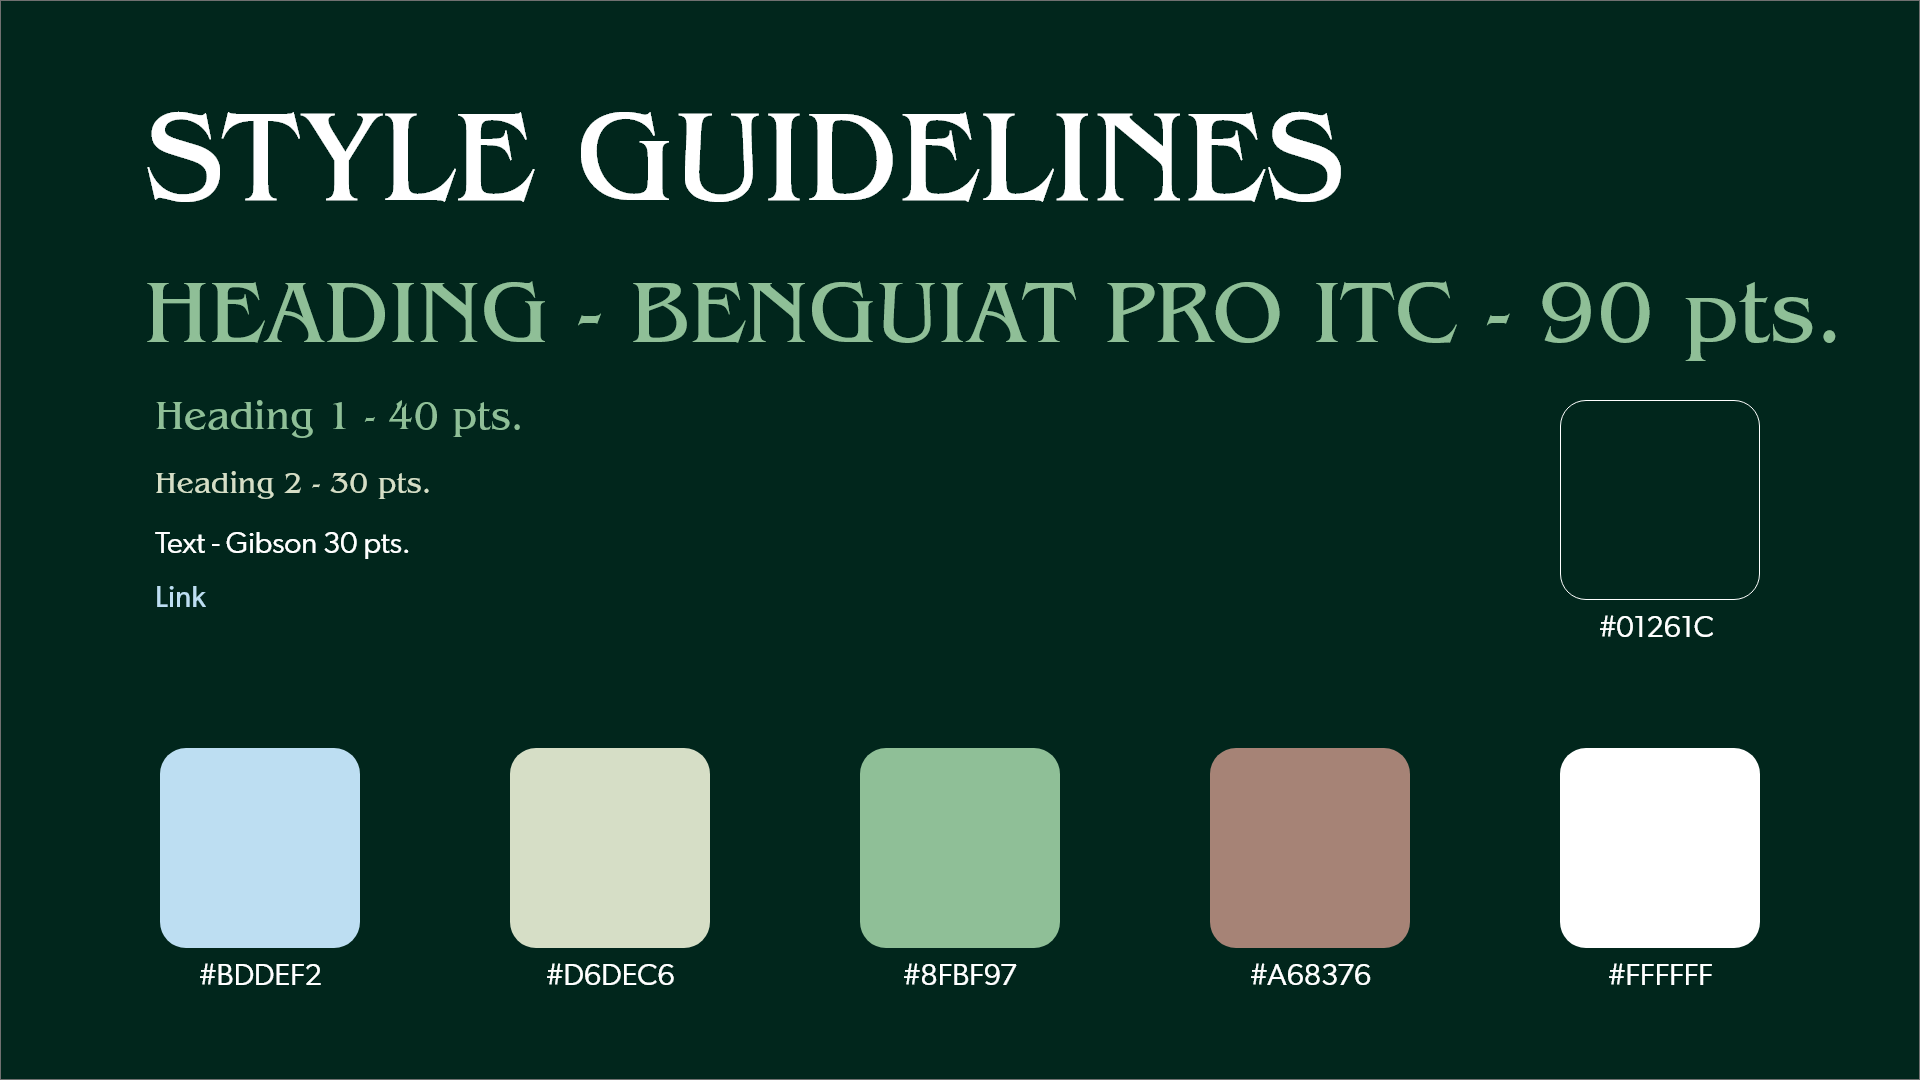 STYLE GUIDELINES
HEADING - BENGUIAT PRO ITC - 90 pts.
Heading 1 - 40 pts.
Heading 2 - 30 pts.
Text - Gibson 30 pts.
Link
#01261C
#BDDEF2
#D6DEC6
#8FBF97
#A68376
#FFFFFF